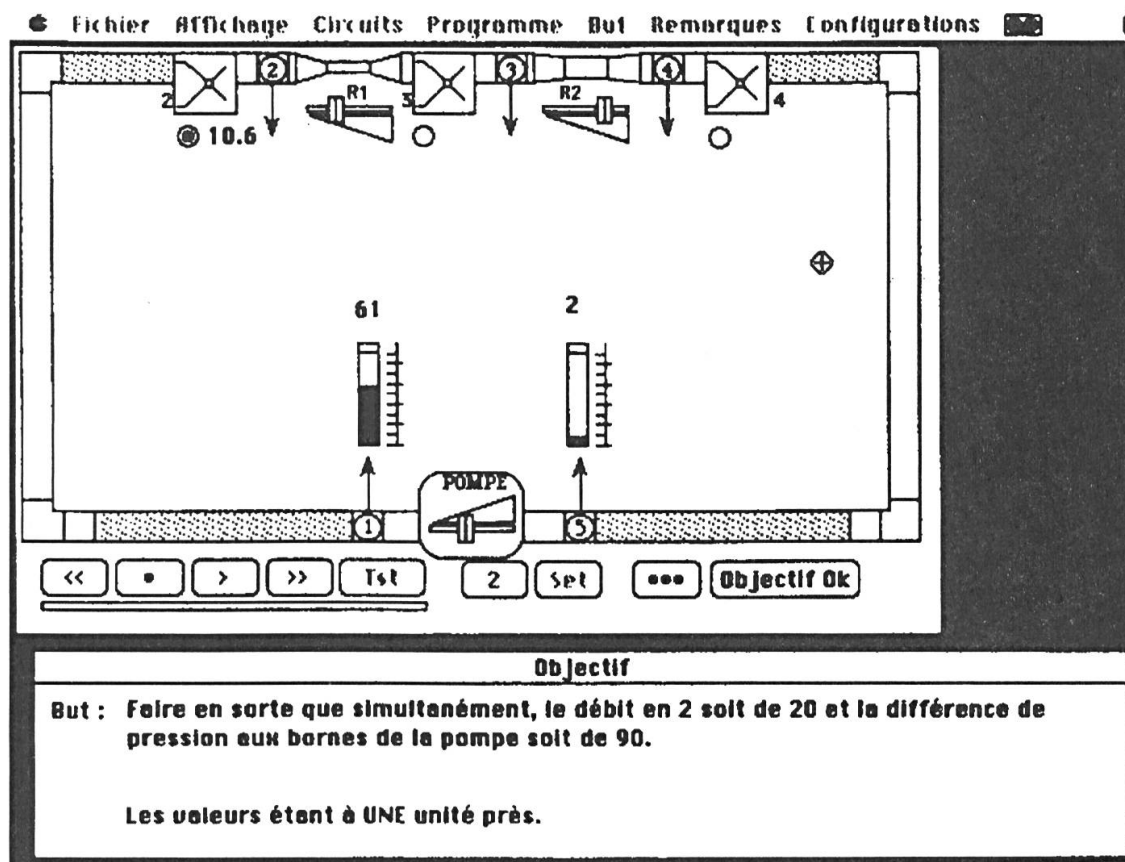 Fichier Affichage Circuits Programme But Remarques Configurations
2 3 4
R1 R2
2 3 4
10.6
61 2
POMPE
1 5
<< • > >> Tst 2 Set ••• Objectif Ok
Objectif
But : Faire en sorte que simultanément, le débit en 2 soit de 20 et la différence de
pression aux bornes de la pompe soit de 90.
Les valeurs étant à UNE unité près.